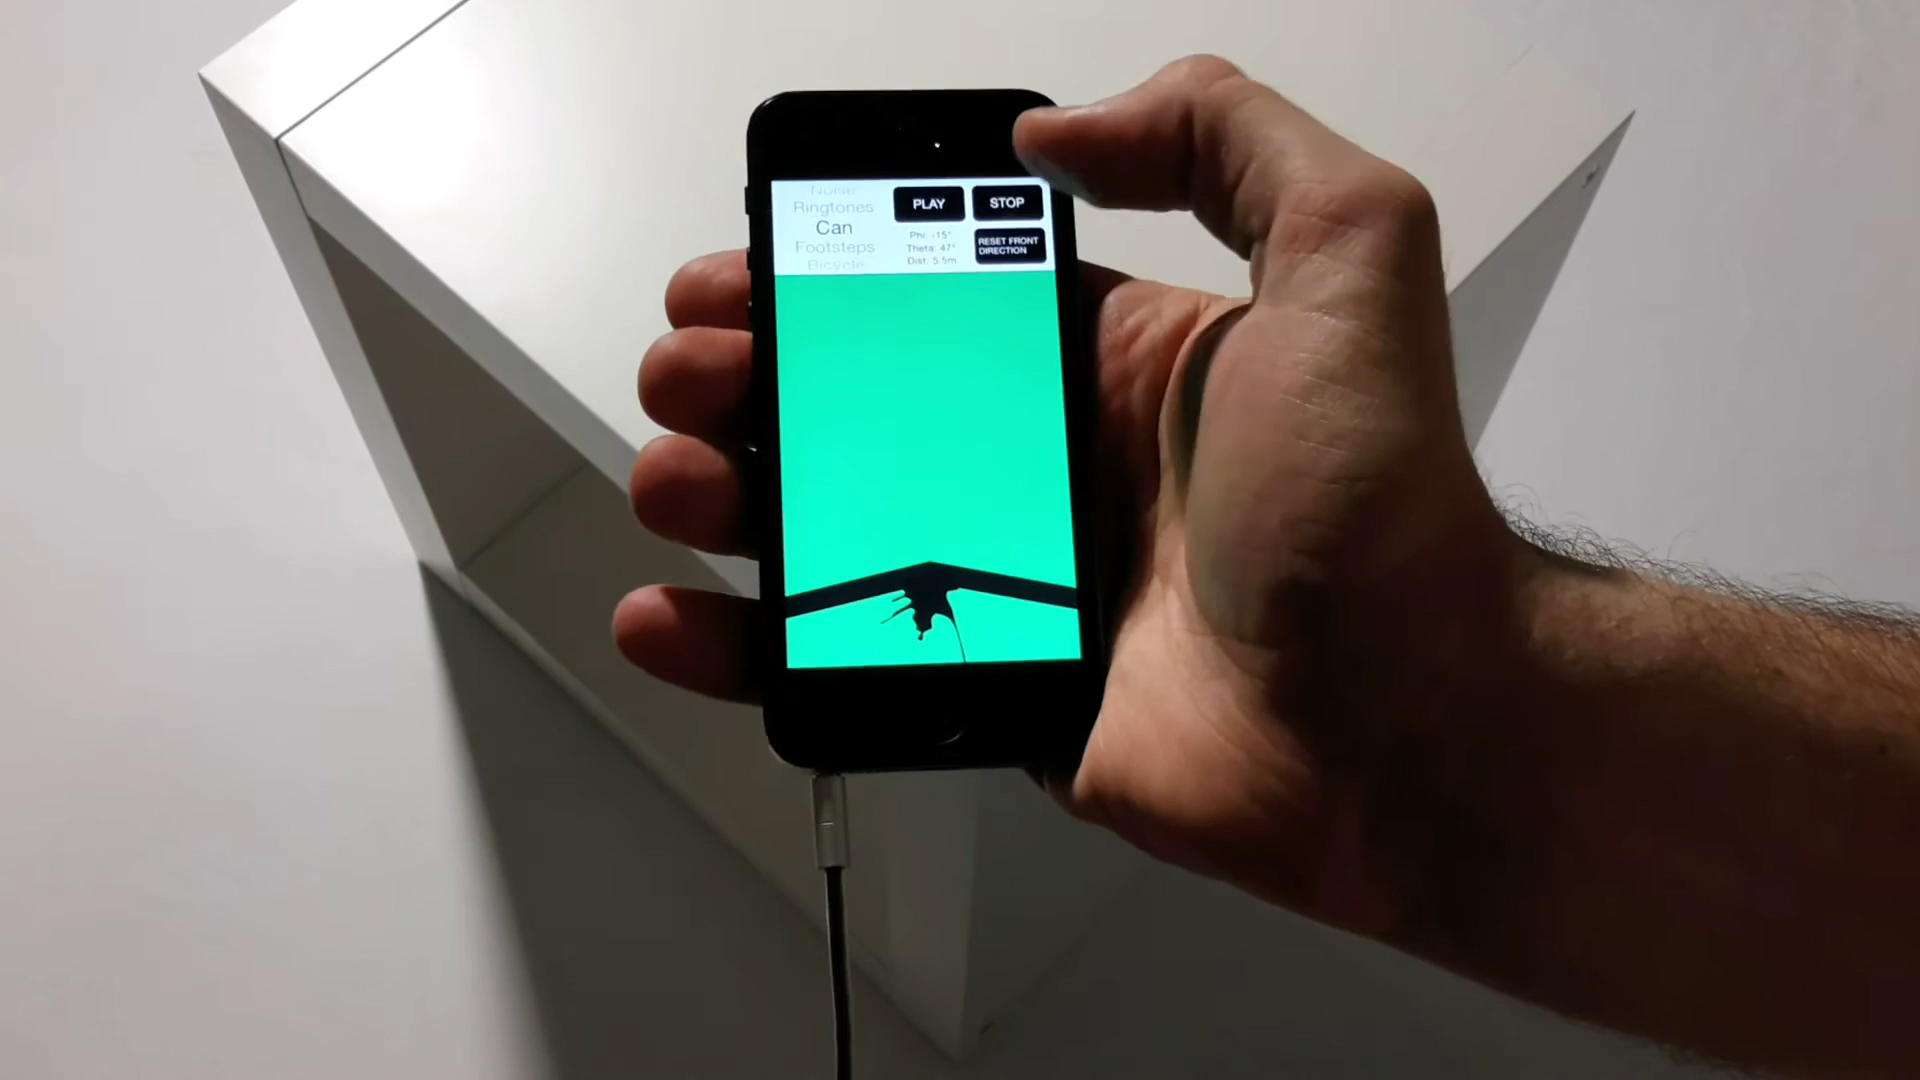 Noise
Ringtones
Can
Footsteps
Bicycle
PLAY
STOP
Phi: -15°
Theta: 47°
Dist: 5.5m
RESET FRONT
DIRECTION